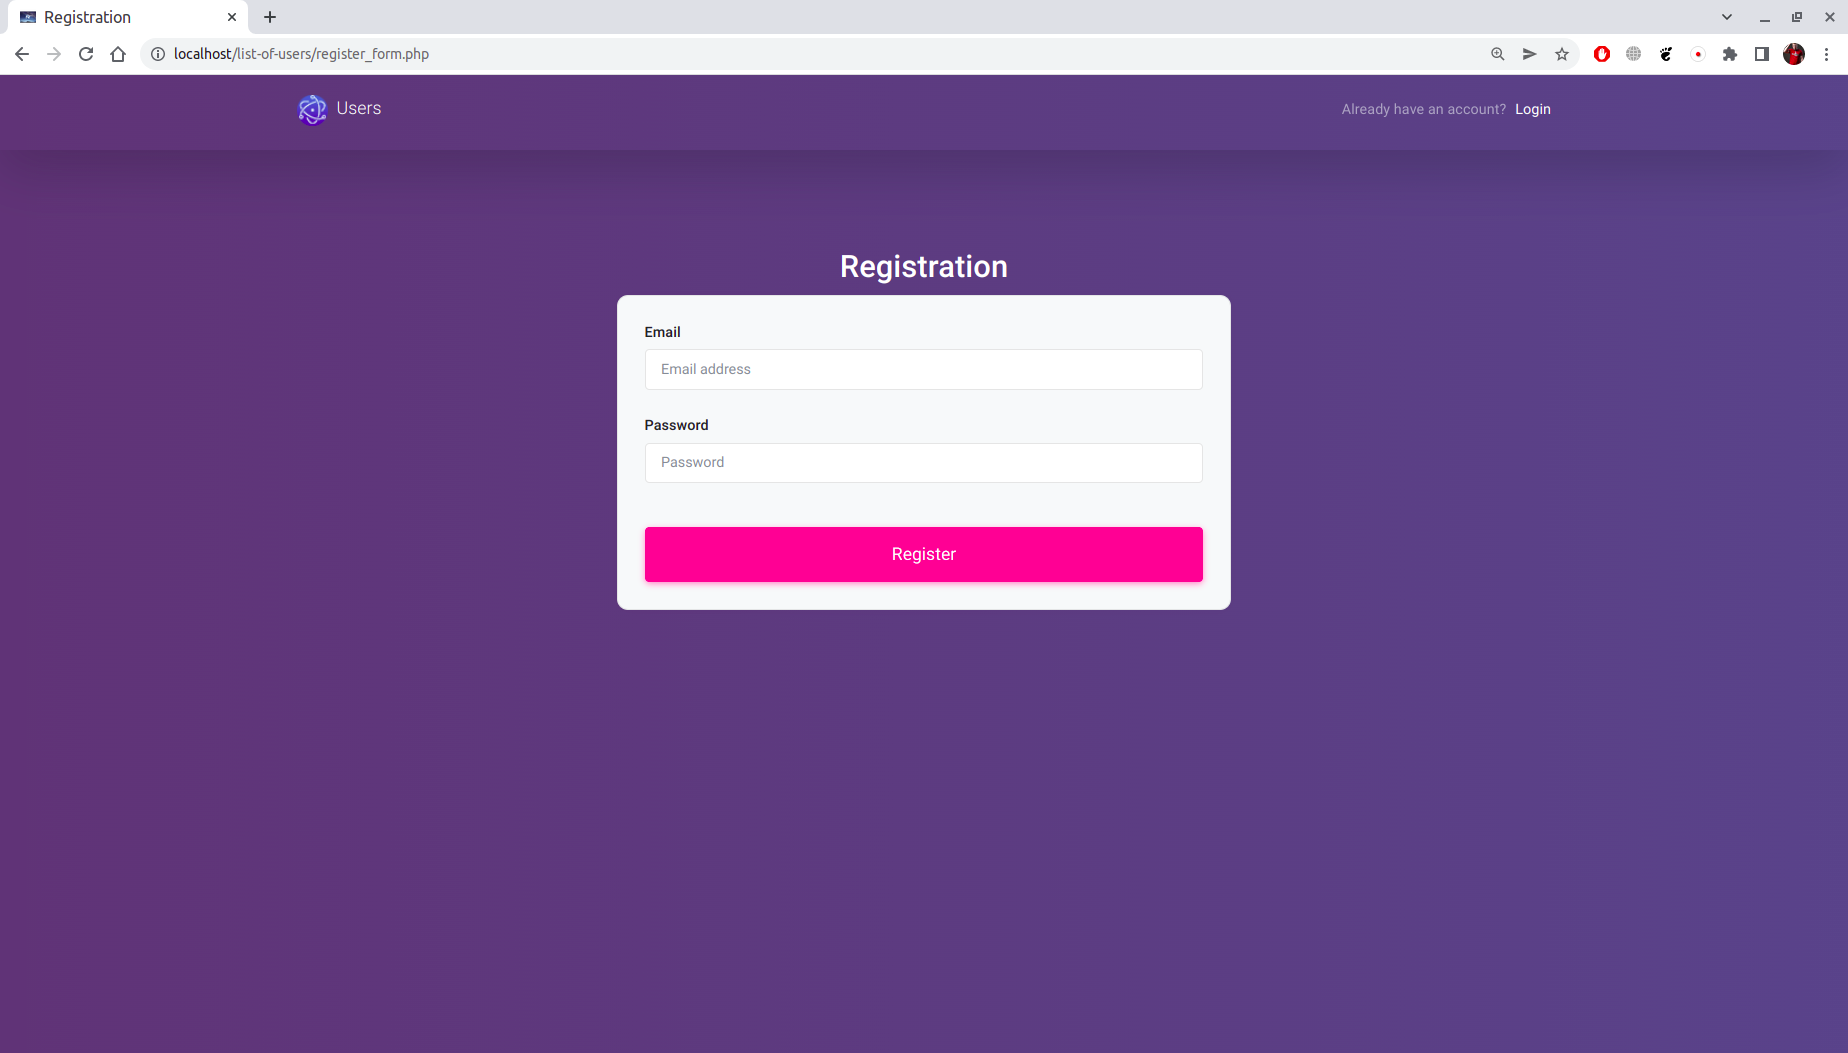 Registration
localhost/list-of-users/register_form.php
Users
Already have an account? Login
Registration
Email
Email address
Password
Password
Register